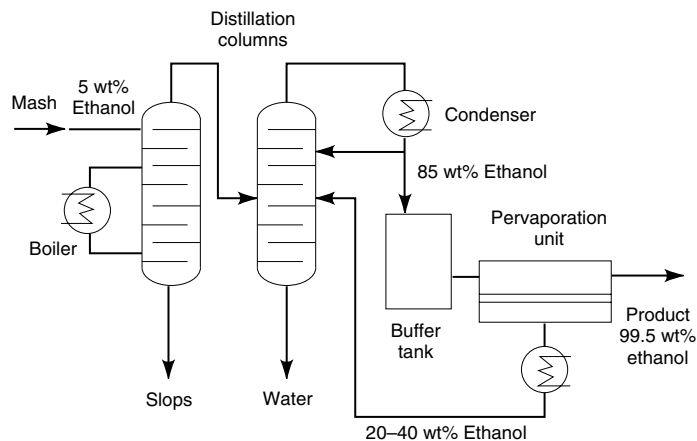 Distillation
columns
Mash
5 wt%
Ethanol
Condenser
85 wt% Ethanol
Boiler
Pervaporation
unit
Buffer
tank
Product
99.5 wt%
ethanol
Slops
Water
20–40 wt% Ethanol